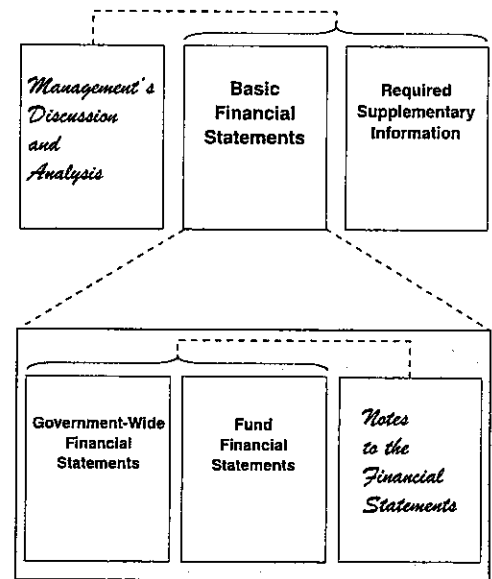 Management's
Discussion
and
Analysis
Basic
Financial
Statements
Required
Supplementary
Information
Government-Wide
Financial
Statements
Fund
Financial
Statements
Notes
to the
Financial
Statements